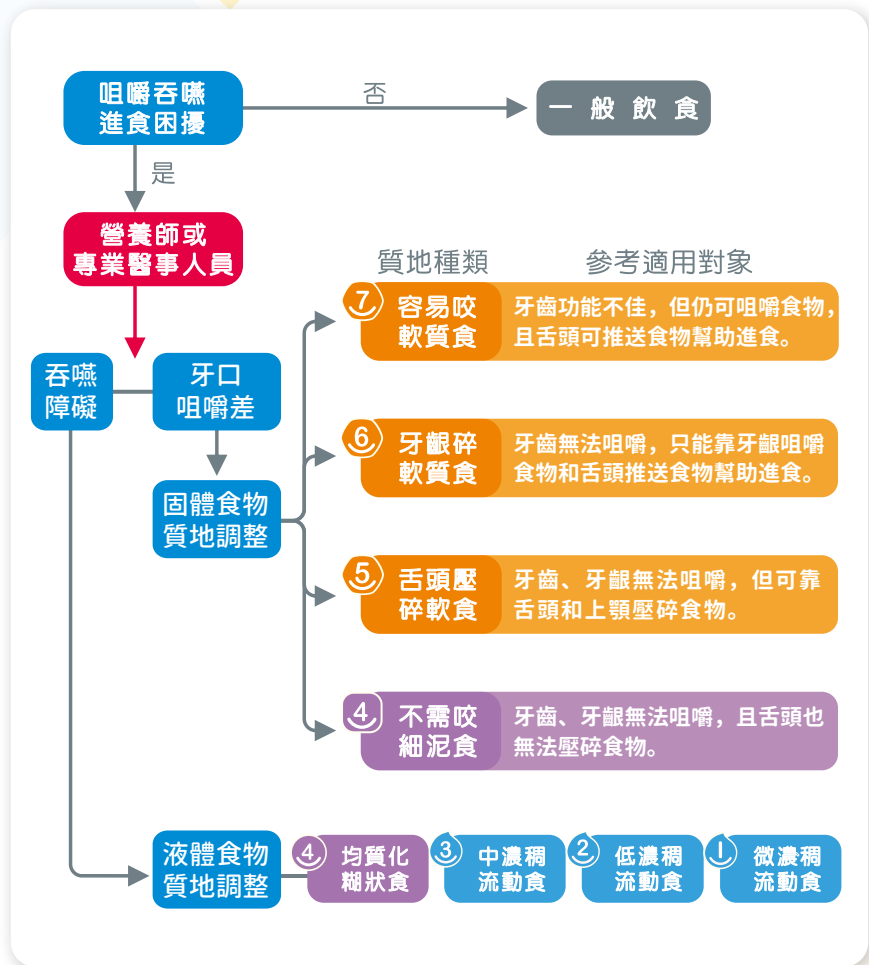 咀嚼吞嚥
進食困擾
否
一般飲食
是
營養師或
專業醫事人員
質地種類
參考適用對象
吞嚥
障礙
牙口
咀嚼差
固體食物
質地調整
7
容易咬
軟質食
牙齒功能不佳，但仍可咀嚼食物，
且舌頭可推送食物幫助進食。
6
牙齦碎
軟質食
牙齒無法咀嚼，只能靠牙齦咀嚼
食物和舌頭推送食物幫助進食。
5
舌頭壓
碎軟食
牙齒、牙齦無法咀嚼，但可靠
舌頭和上顎壓碎食物。
4
不需咬
細泥食
牙齒、牙齦無法咀嚼，且舌頭也
無法壓碎食物。
液體食物
質地調整
4
均質化
糊狀食
3
中濃稠
流動食
2
低濃稠
流動食
1
微濃稠
流動食